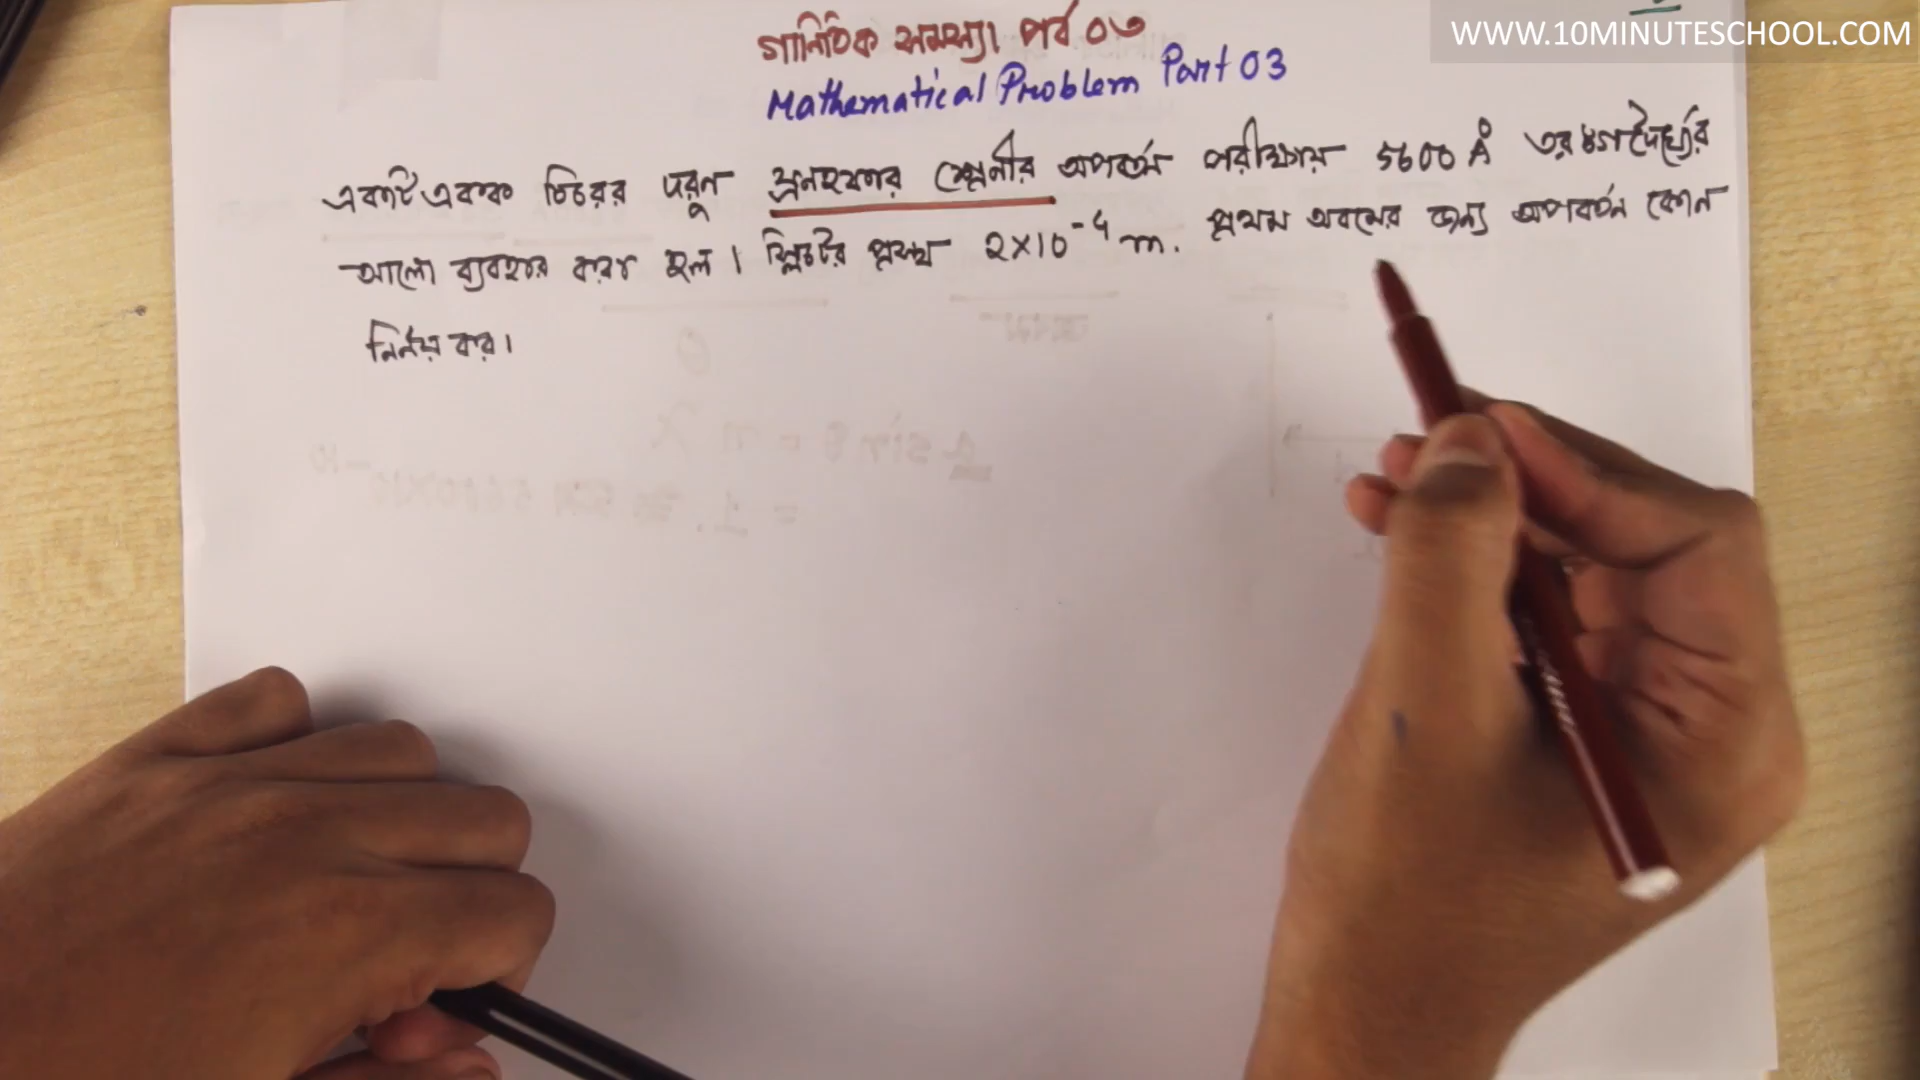 WWW.10MINUTESCHOOL.COM
গানিতিক সমস্যা পর্ব ০৩
Mathematical Problem Part 03
একটি একক চিরের দরুণ ফ্রনহফার শ্রেণীর অপবর্তন পরীক্ষায় 5600 Å তরঙ্গদৈর্ঘ্যের
আলো ব্যবহার করা হল। স্লিটের প্রস্থ 2×10⁻⁴ m. প্রথম অবমের জন্য অপবর্তন কোন
নির্ণয় কর।